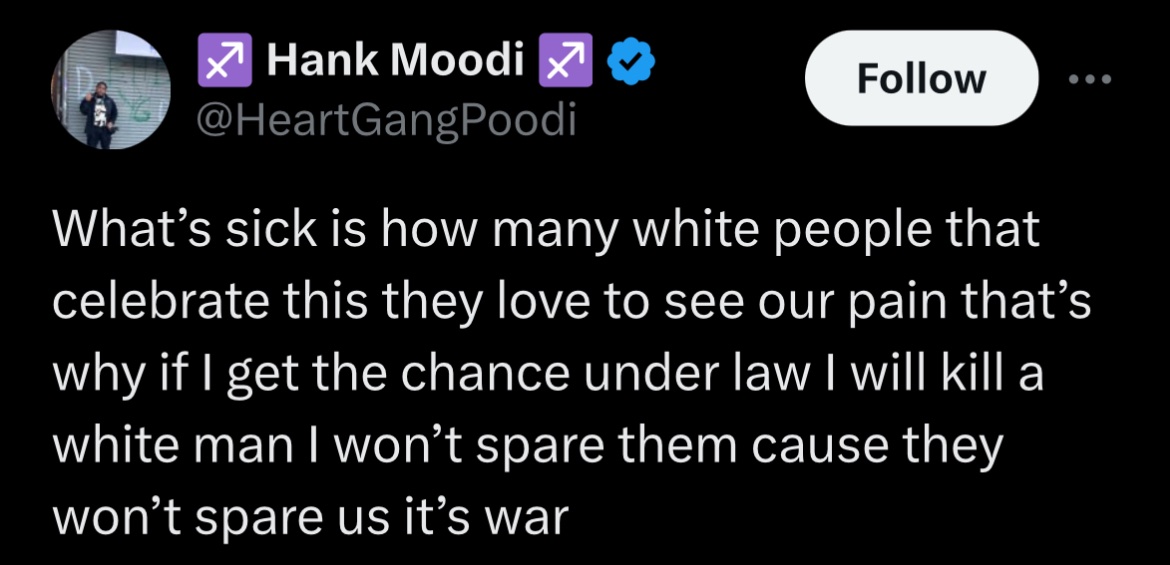 ♐ Hank Moodi ♐
@HeartGangPoodi
Follow
What’s sick is how many white people that
celebrate this they love to see our pain that’s
why if I get the chance under law I will kill a
white man I won’t spare them cause they
won’t spare us it’s war